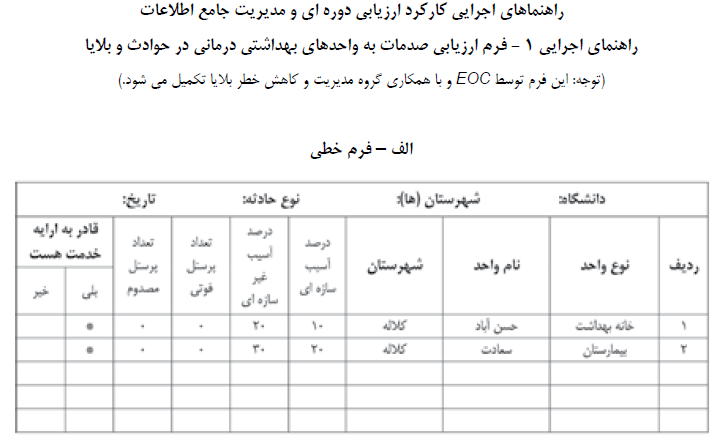 راهنماهای اجرایی کارکرد ارزیابی دوره ای و مدیریت جامع اطلاعات
راهنمای اجرایی ۱ – فرم ارزیابی صدمات به واحدهای بهداشتی درمانی در حوادث و بلایا
(توجه: این فرم توسط EOC و با همکاری گروه مدیریت و کاهش خطر بلایا تکمیل می شود.)
الف – فرم خطی
دانشگاه: شهرستان (ها): نوع حادثه: تاریخ:
ردیف نوع واحد نام واحد شهرستان درصد آسیب سازه ای درصد آسیب غیر سازه ای تعداد پرسنل فوتی تعداد پرسنل مصدوم قادر به ارایه خدمت هست
بلی خیر
۱ خانه بهداشت حسن آباد کلاله ۱۰ ۲۰ ۰ ۰ *
۲ بیمارستان سعادت کلاله ۲۰ ۳۰ ۰ ۰ *